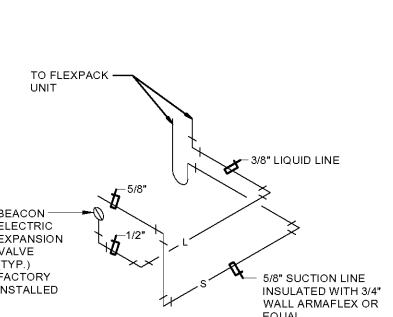 TO FLEXPACK
UNIT
3/8" LIQUID LINE
5/8"
BEACON
ELECTRIC
EXPANSION
VALVE
(TYP.)
FACTORY
INSTALLED
1/2"
L
S
5/8" SUCTION LINE
INSULATED WITH 3/4"
WALL ARMAFLEX OR
EQUAL